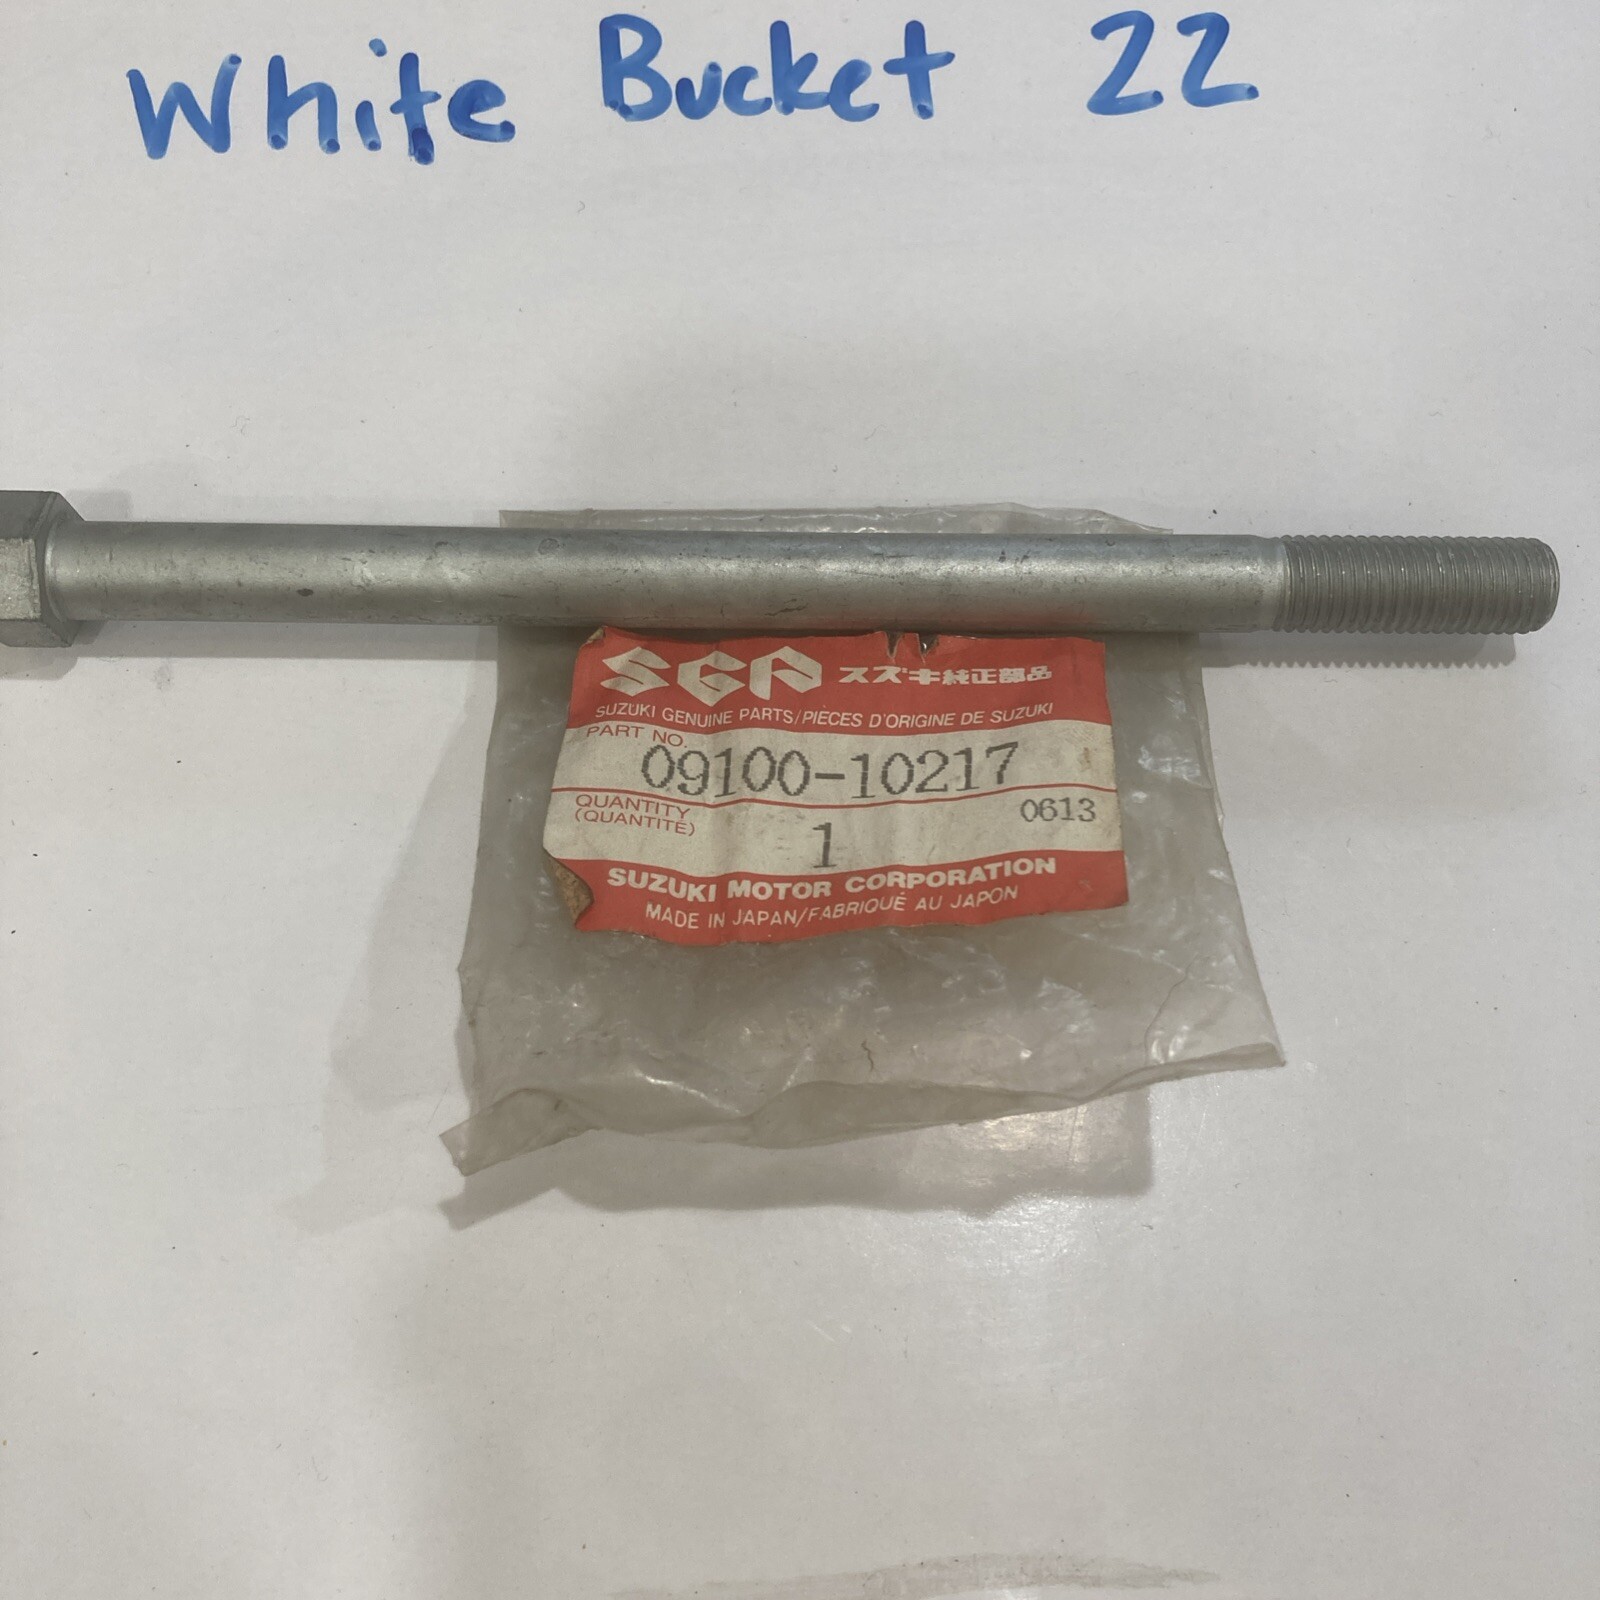 White Bucket 22
SGP スズキ純正部品
SUZUKI GENUINE PARTS/PIECES D'ORIGINE DE SUZUKI
PART NO.
09100-10217
QUANTITY
(QUANTITÉ)
1
0613
SUZUKI MOTOR CORPORATION
MADE IN JAPAN/FABRIQUÉ AU JAPON